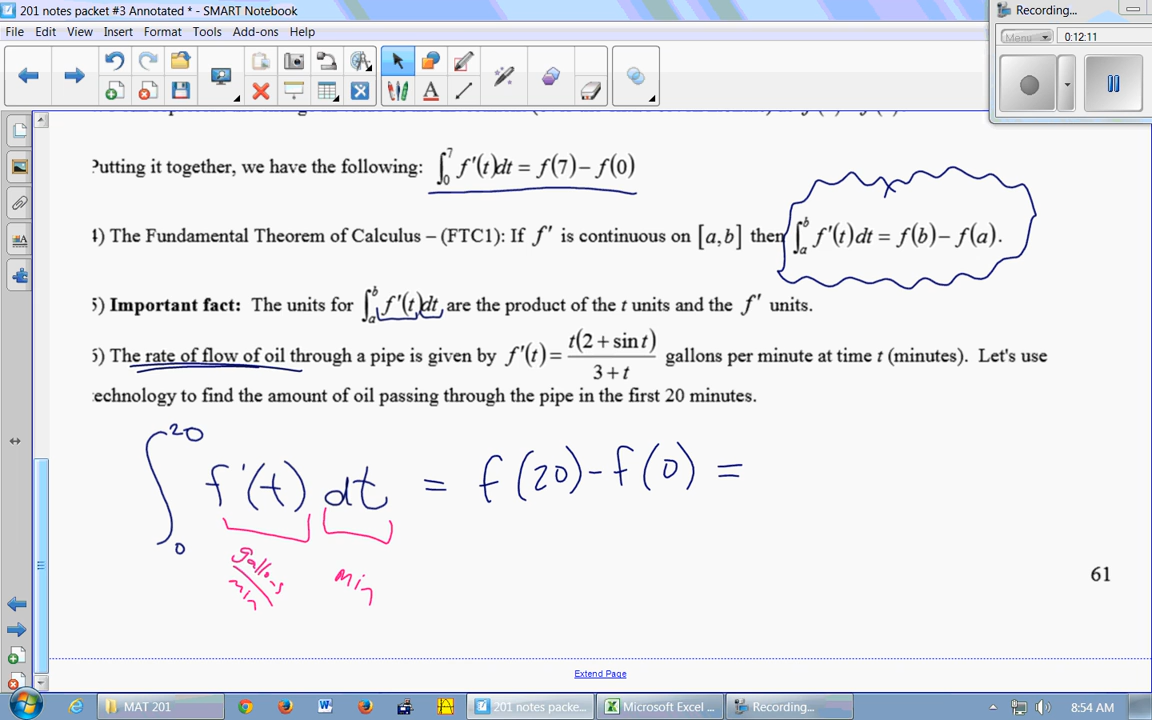 201 notes packet #3 Annotated * - SMART Notebook
Recording...
File Edit View Insert Format Tools Add-ons Help
Menu
0:12:11
Putting it together, we have the following: ∫₀⁷ f'(t)dt = f(7) – f(0)
4) The Fundamental Theorem of Calculus – (FTC1): If f' is continuous on [a,b] then ∫ₐᵇ f'(t)dt = f(b) – f(a).
5) Important fact: The units for ∫ₐᵇ f'(t)dt, are the product of the t units and the f' units.
6) The rate of flow of oil through a pipe is given by f'(t) = t(2 + sin t)/(3 + t) gallons per minute at time t (minutes). Let's use
technology to find the amount of oil passing through the pipe in the first 20 minutes.
∫₀²⁰ f'(t) dt = f(20) - f(0) =
gallons/min min
61
Extend Page
MAT 201
201 notes packe...
Microsoft Excel ...
Recording...
8:54 AM